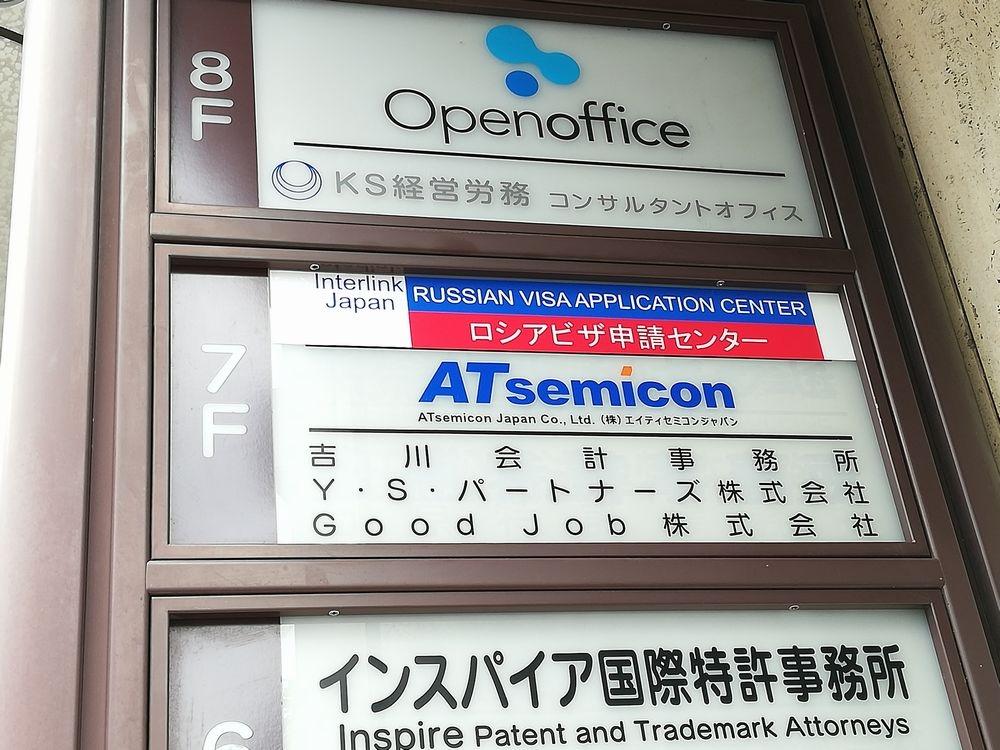 8F
Openoffice
KS経営労務 コンサルタントオフィス
7F
Interlink Japan
RUSSIAN VISA APPLICATION CENTER
ロシアビザ申請センター
ATsemicon
ATsemicon Japan Co., Ltd. (株) エイティセミコンジャパン
吉川会計事務所
Y・S・パートナーズ株式会社
Good Job 株式会社
6
インスパイア国際特許事務所
Inspire Patent and Trademark Attorneys